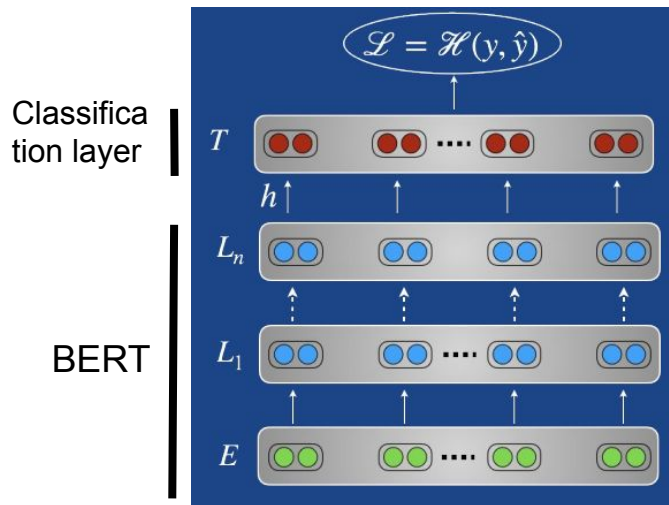 ℒ = ℋ(y, ŷ)
Classifica
tion layer
T
h
Lₙ
BERT
L₁
E